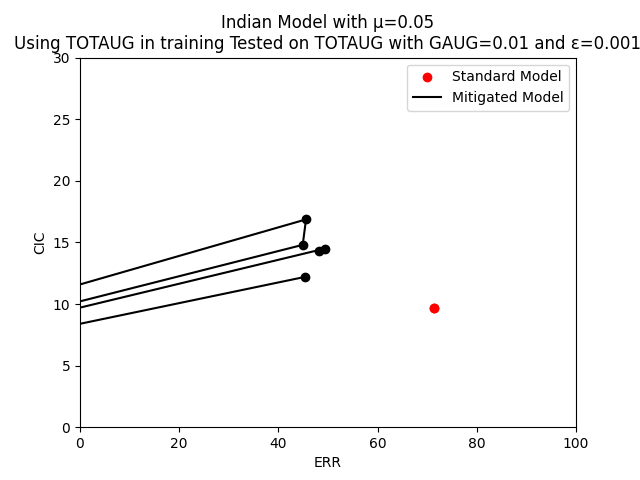 Indian Model with μ=0.05
Using TOTAUG in training Tested on TOTAUG with GAUG=0.01 and ε=0.001
Standard Model
Mitigated Model
30
25
20
15
10
5
0
CIC
0 20 40 60 80 100
ERR